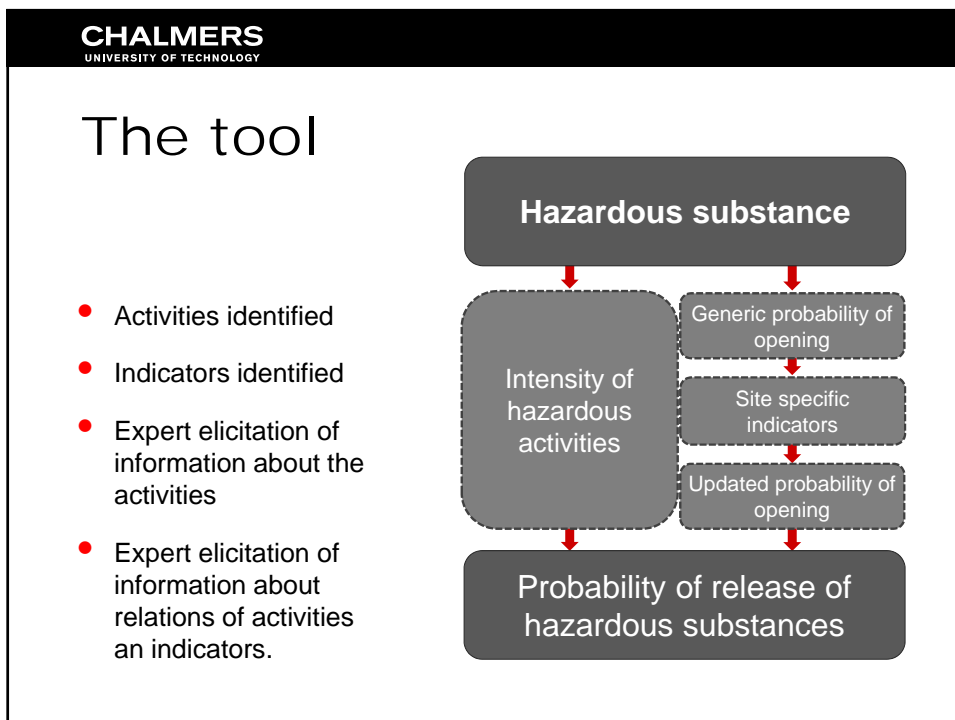 CHALMERS
UNIVERSITY OF TECHNOLOGY
The tool
Activities identified
Indicators identified
Expert elicitation of
information about the
activities
Expert elicitation of
information about
relations of activities
an indicators.
Hazardous substance
Intensity of
hazardous
activities
Generic probability of
opening
Site specific
indicators
Updated probability of
opening
Probability of release of
hazardous substances